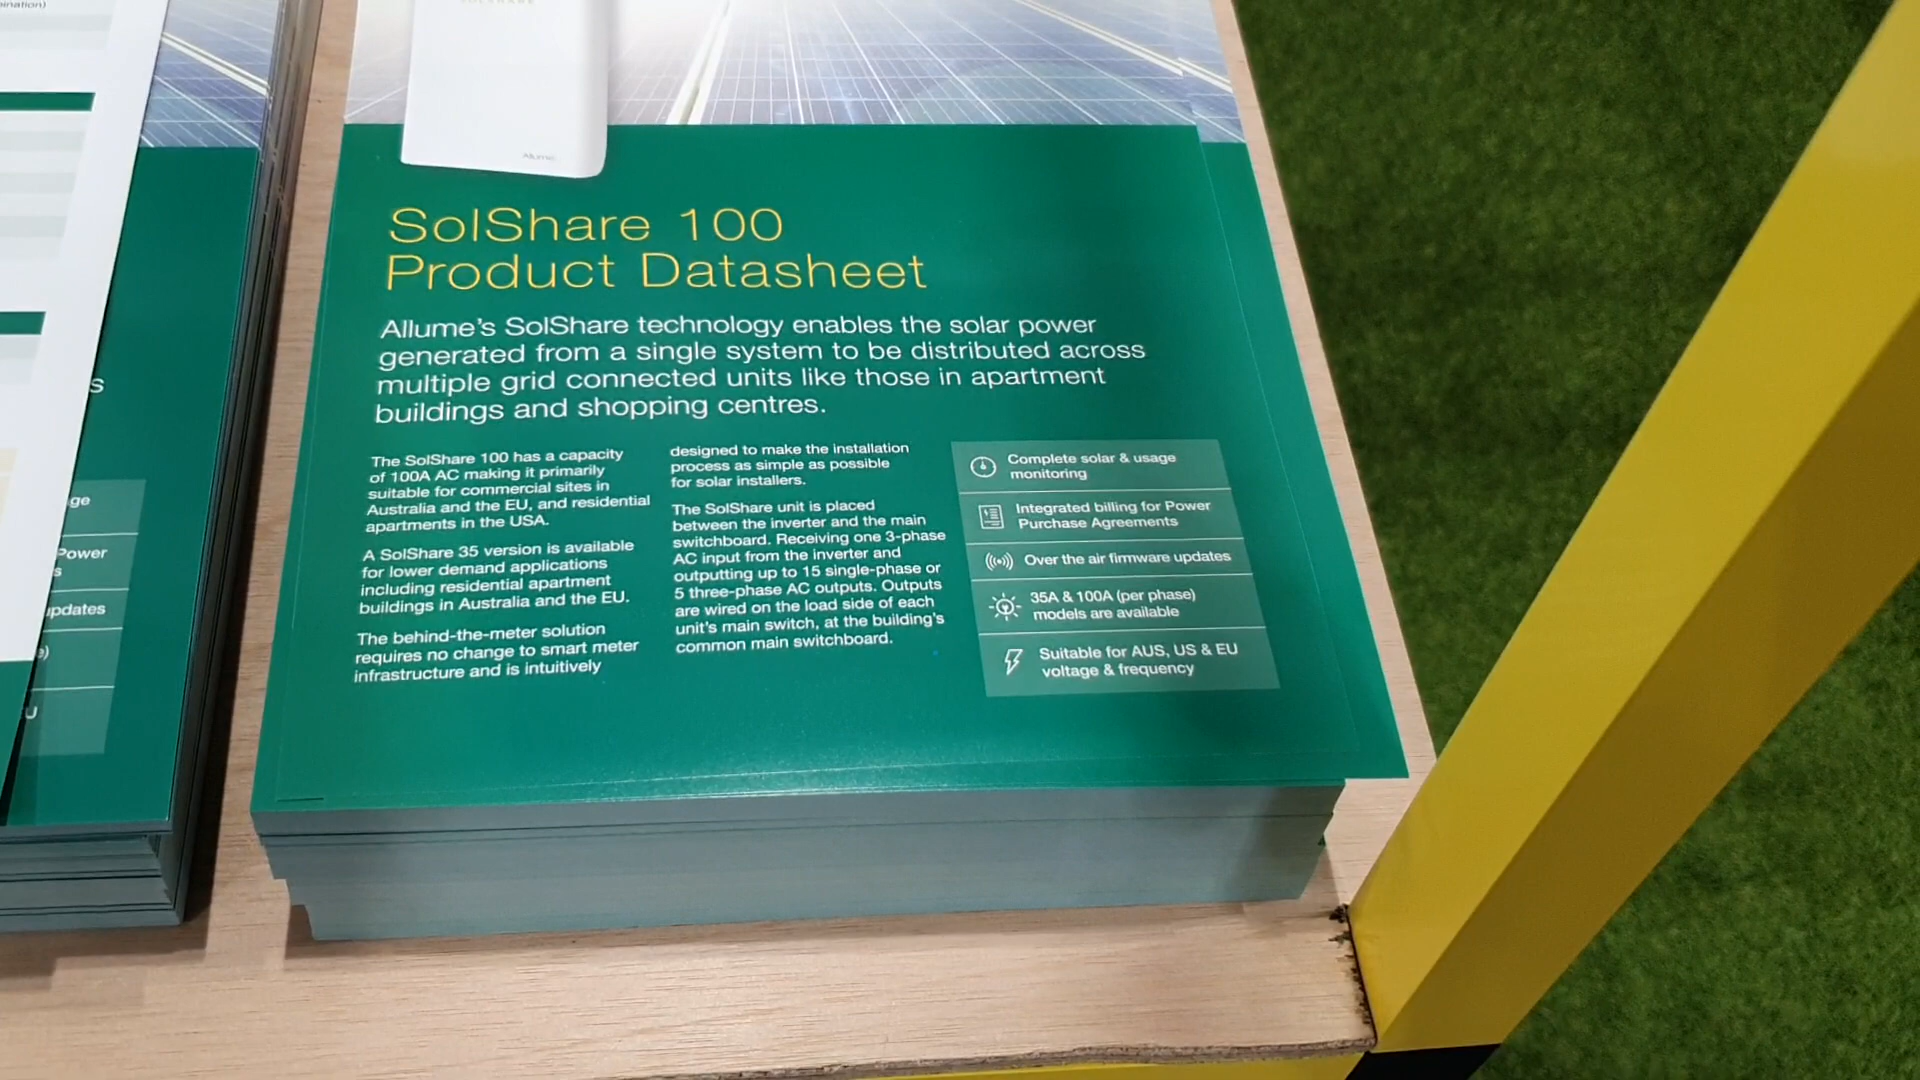 SOLSHARE
Allume
SolShare 100
Product Datasheet
Allume's SolShare technology enables the solar power
generated from a single system to be distributed across
multiple grid connected units like those in apartment
buildings and shopping centres.
The SolShare 100 has a capacity
of 100A AC making it primarily
suitable for commercial sites in
Australia and the EU, and residential
apartments in the USA.
A SolShare 35 version is available
for lower demand applications
including residential apartment
buildings in Australia and the EU.
The behind-the-meter solution
requires no change to smart meter
infrastructure and is intuitively
designed to make the installation
process as simple as possible
for solar installers.
The SolShare unit is placed
between the inverter and the main
switchboard. Receiving one 3-phase
AC input from the inverter and
outputting up to 15 single-phase or
5 three-phase AC outputs. Outputs
are wired on the load side of each
unit's main switch, at the building's
common main switchboard.
Complete solar & usage
monitoring
Integrated billing for Power
Purchase Agreements
Over the air firmware updates
35A & 100A (per phase)
models are available
Suitable for AUS, US & EU
voltage & frequency
Power